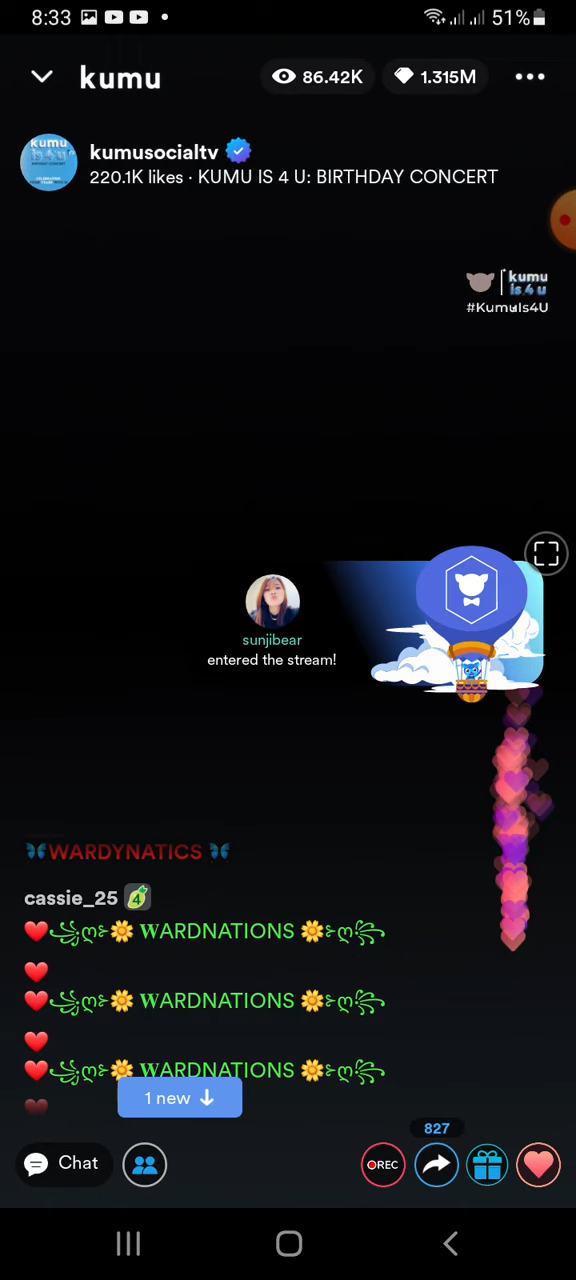 8:33
51%
kumu
86.42K
1.315M
kumusocialtv
220.1K likes · KUMU IS 4 U: BIRTHDAY CONCERT
kumu
is 4 u
#KumuIs4U
sunjibear
entered the stream!
🦋WARDYNATICS 🦋
cassie_25 4
❤️꧁ღ⊱🌼 𝐖ARDNATIONS 🌼⊱ღ꧂
❤️
❤️꧁ღ⊱🌼 𝐖ARDNATIONS 🌼⊱ღ꧂
❤️
❤️꧁ღ⊱🌼 𝐖ARDNATIONS 🌼⊱ღ꧂
❤️
1 new ↓
827
Chat
REC